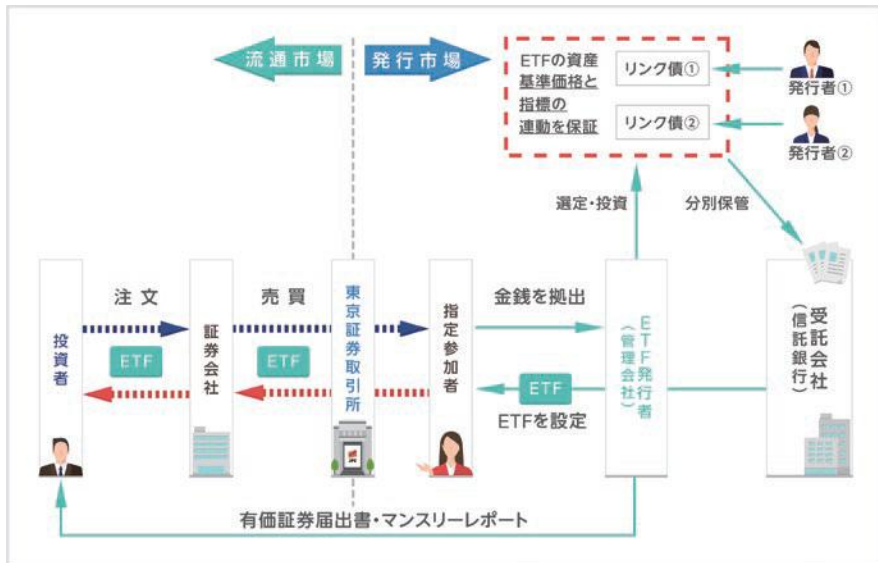 流通市場
発行市場
ETFの資産
基準価格と
指標の
連動を保証
リンク債①
リンク債②
発行者①
発行者②
選定・投資
分別保管
投資者
注文
ETF
証券会社
売買
ETF
東京証券取引所
指定参加者
金銭を拠出
ETF
ETFを設定
ETF発行者
(管理会社)
受託会社
(信託銀行)
有価証券届出書・マンスリーレポート